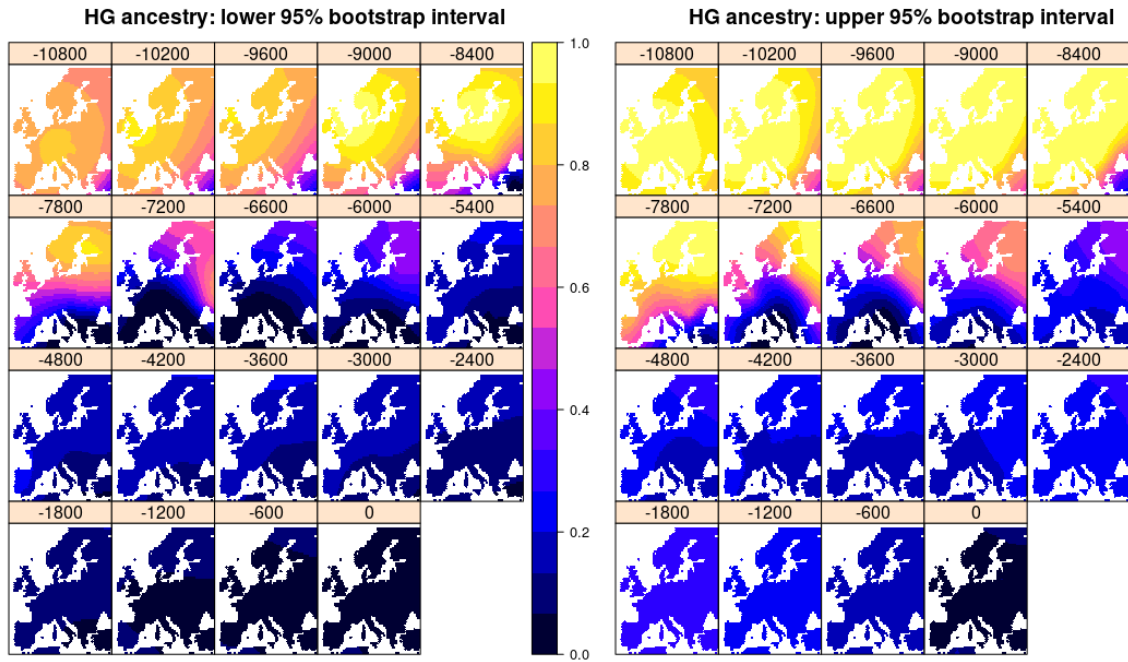 HG ancestry: lower 95% bootstrap interval
-10800 -10200 -9600 -9000 -8400
-7800 -7200 -6600 -6000 -5400
-4800 -4200 -3600 -3000 -2400
-1800 -1200 -600 0
1.0
0.8
0.6
0.4
0.2
0.0
HG ancestry: upper 95% bootstrap interval
-10800 -10200 -9600 -9000 -8400
-7800 -7200 -6600 -6000 -5400
-4800 -4200 -3600 -3000 -2400
-1800 -1200 -600 0